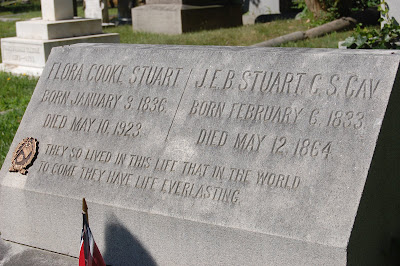 FLORA COOKE STUART
BORN JANUARY 3, 1836.
DIED MAY 10, 1923.
J.E.B. STUART, C.S. CAV.
BORN FEBRUARY 6, 1833.
DIED MAY 12, 1864.
THEY SO LIVED IN THIS LIFE THAT IN THE WORLD
TO COME THEY HAVE LIFE EVERLASTING.